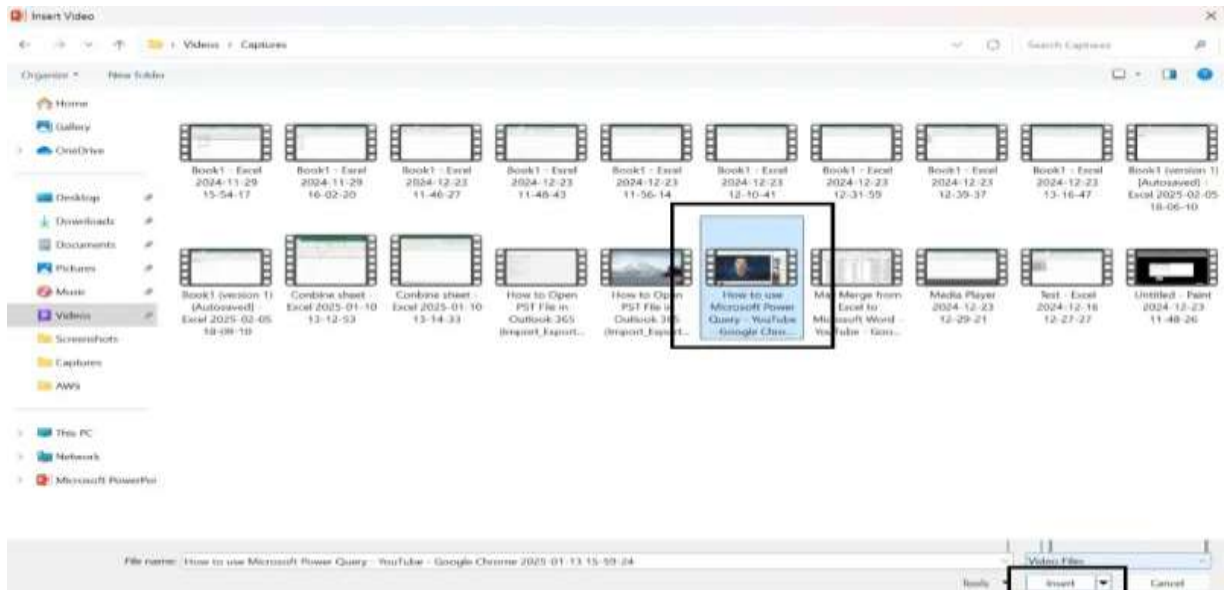 Insert Video
Videos › Captures
Search Captures
Organize
New folder
Home
Gallery
OneDrive
Desktop
Downloads
Documents
Pictures
Music
Videos
Screenshots
Captures
AWS
This PC
Network
Microsoft PowerPoi
Book1 - Excel
2024-11-29
15-54-17
Book1 - Excel
2024-11-29
16-02-20
Book1 - Excel
2024-12-23
11-46-27
Book1 - Excel
2024-12-23
11-48-43
Book1 - Excel
2024-12-23
11-56-14
Book1 - Excel
2024-12-23
12-10-41
Book1 - Excel
2024-12-23
12-31-59
Book1 - Excel
2024-12-23
12-39-37
Book1 - Excel
2024-12-23
13-16-47
Book1 (version 1)
[Autosaved] -
Excel 2025-02-05
18-06-10
Book1 (version 1)
[Autosaved] -
Excel 2025-02-05
18-09-10
Conbine sheet -
Excel 2025-01-10
13-12-53
Conbine sheet -
Excel 2025-01-10
13-14-33
How to Open
PST File in
Outlook 365
(Import_Export...
How to Open
PST File in
Outlook 365
(Import_Export...
How to use
Microsoft Power
Query - YouTube
- Google Chro...
Merge from
Excel to
Microsoft Word -
YouTube - Goo...
Media Player
2024-12-23
12-29-21
Test - Excel
2024-12-16
12-27-27
Untitled - Paint
2024-12-23
11-48-26
File name: How to use Microsoft Power Query - YouTube - Google Chrome 2025-01-13 15-59-24
Video Files
Tools
Insert
Cancel